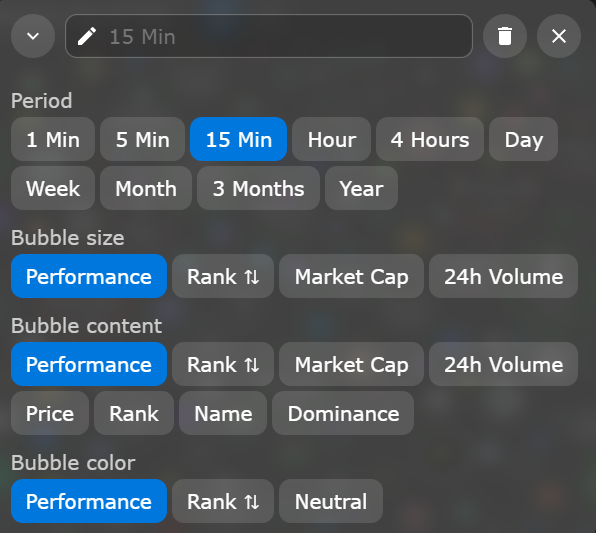 15 Min
Period
1 Min 5 Min 15 Min Hour 4 Hours Day
Week Month 3 Months Year
Bubble size
Performance Rank ⇅ Market Cap 24h Volume
Bubble content
Performance Rank ⇅ Market Cap 24h Volume
Price Rank Name Dominance
Bubble color
Performance Rank ⇅ Neutral